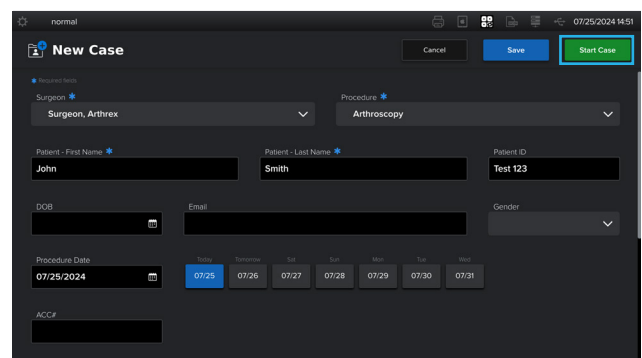 normal
07/25/2024 14:51
New Case
Cancel
Save
Start Case
Required fields
Surgeon *
Procedure *
Surgeon, Arthrex
Arthroscopy
Patient - First Name *
Patient - Last Name *
Patient ID
John
Smith
Test 123
DOB
Email
Gender
Procedure Date
Today
Tomorrow
Sat
Sun
Mon
Tue
Wed
07/25/2024
07/25
07/26
07/27
07/28
07/29
07/30
07/31
ACC#